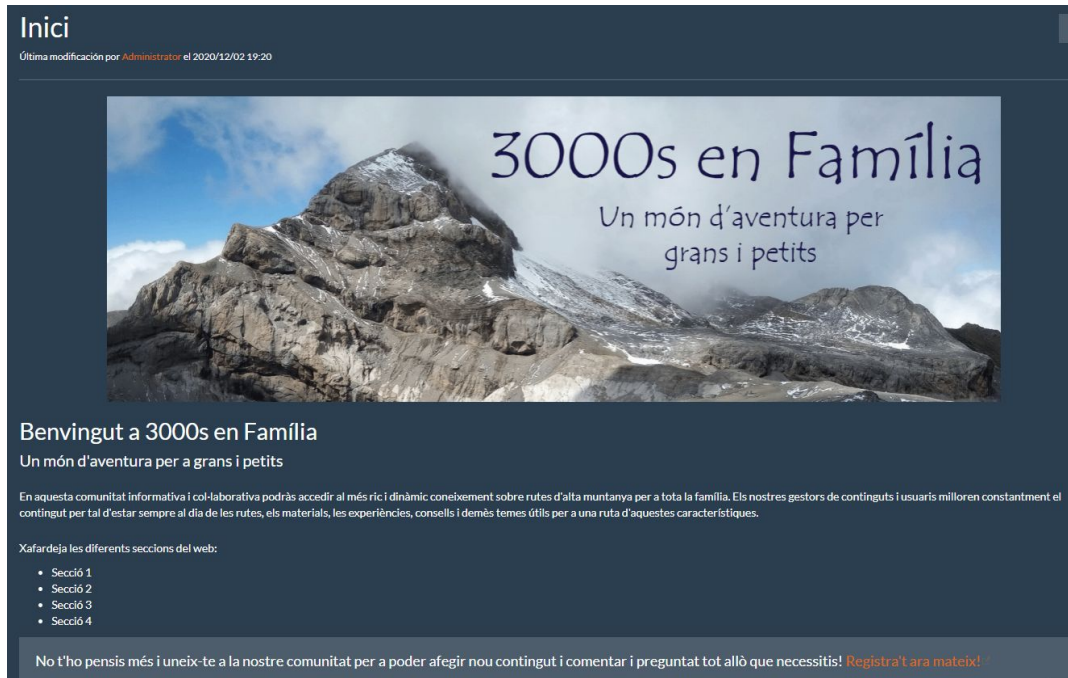 Inici
Última modificación por Administrator el 2020/12/02 19:20
3000s en Família
Un món d'aventura per
grans i petits
Benvingut a 3000s en Família
Un món d'aventura per a grans i petits
En aquesta comunitat informativa i col·laborativa podràs accedir al més ric i dinàmic coneixement sobre rutes d'alta muntanya per a tota la família. Els nostres gestors de continguts i usuaris milloren constantment el
contingut per tal d'estar sempre al dia de les rutes, els materials, les experiències, consells i demès temes útils per a una ruta d'aquestes característiques.
Xafardeja les diferents seccions del web:
• Secció 1
• Secció 2
• Secció 3
• Secció 4
No t'ho pensis més i uneix-te a la nostre comunitat per a poder afegir nou contingut i comentar i preguntat tot allò que necessitis! Registra't ara mateix!